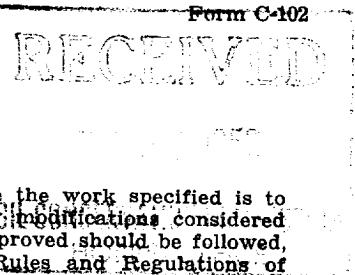 Form C-102
RECEIVED
the work specified is to
modifications considered
proved should be followed,
Rules and Regulations of